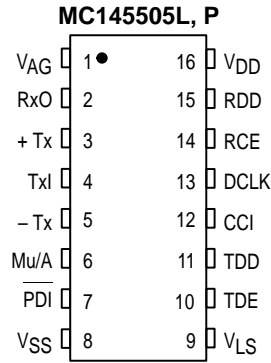 MC145505L, P
VAG 1 16 VDD
RxO 2 15 RDD
+ Tx 3 14 RCE
TxI 4 13 DCLK
– Tx 5 12 CCI
Mu/A 6 11 TDD
PDI 7 10 TDE
VSS 8 9 VLS